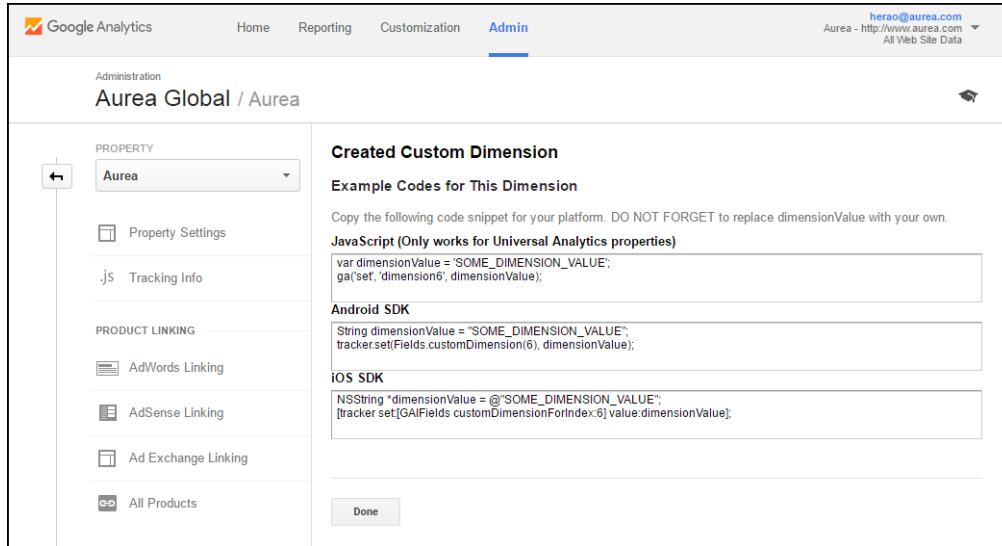 Google Analytics
Home Reporting Customization Admin
herao@aurea.com
Aurea - http://www.aurea.com
All Web Site Data
Administration
Aurea Global / Aurea
PROPERTY
Aurea
Property Settings
.js Tracking Info
PRODUCT LINKING
AdWords Linking
AdSense Linking
Ad Exchange Linking
All Products
Created Custom Dimension
Example Codes for This Dimension
Copy the following code snippet for your platform. DO NOT FORGET to replace dimensionValue with your own.
JavaScript (Only works for Universal Analytics properties)
var dimensionValue = 'SOME_DIMENSION_VALUE';
ga('set', 'dimension6', dimensionValue);
Android SDK
String dimensionValue = "SOME_DIMENSION_VALUE";
tracker.set(Fields.customDimension(6), dimensionValue);
iOS SDK
NSString *dimensionValue = @"SOME_DIMENSION_VALUE";
[tracker set:[GAIFields customDimensionForIndex:6] value:dimensionValue];
Done